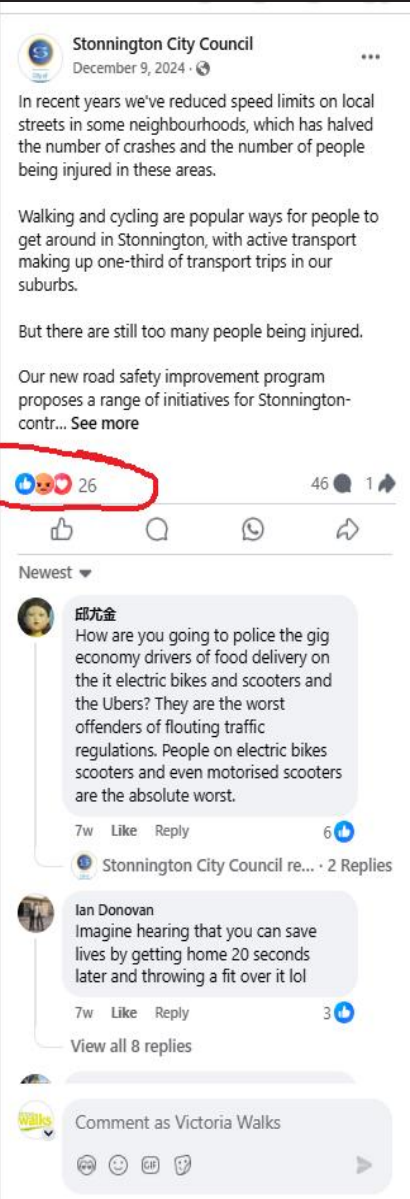 Stonnington City Council
December 9, 2024 ·
In recent years we've reduced speed limits on local
streets in some neighbourhoods, which has halved
the number of crashes and the number of people
being injured in these areas.
Walking and cycling are popular ways for people to
get around in Stonnington, with active transport
making up one-third of transport trips in our
suburbs.
But there are still too many people being injured.
Our new road safety improvement program
proposes a range of initiatives for Stonnington-
contr... See more
26
46 1
Newest
邱尤金
How are you going to police the gig
economy drivers of food delivery on
the it electric bikes and scooters and
the Ubers? They are the worst
offenders of flouting traffic
regulations. People on electric bikes
scooters and even motorised scooters
are the absolute worst.
7w Like Reply 6
Stonnington City Council re... · 2 Replies
Ian Donovan
Imagine hearing that you can save
lives by getting home 20 seconds
later and throwing a fit over it lol
7w Like Reply 3
View all 8 replies
walks
Comment as Victoria Walks
GIF